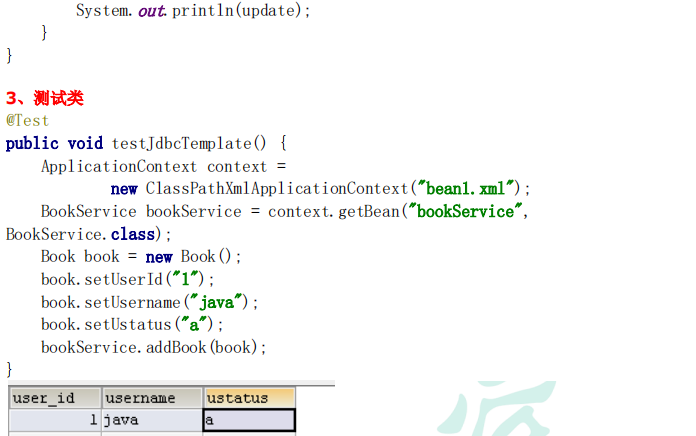 System.out.println(update);
}
}
3、测试类
@Test
public void testJdbcTemplate() {
ApplicationContext context =
new ClassPathXmlApplicationContext("bean1.xml");
BookService bookService = context.getBean("bookService",
BookService.class);
Book book = new Book();
book.setUserId("1");
book.setUsername("java");
book.setUstatus("a");
bookService.addBook(book);
}
user_id username ustatus
1 java a